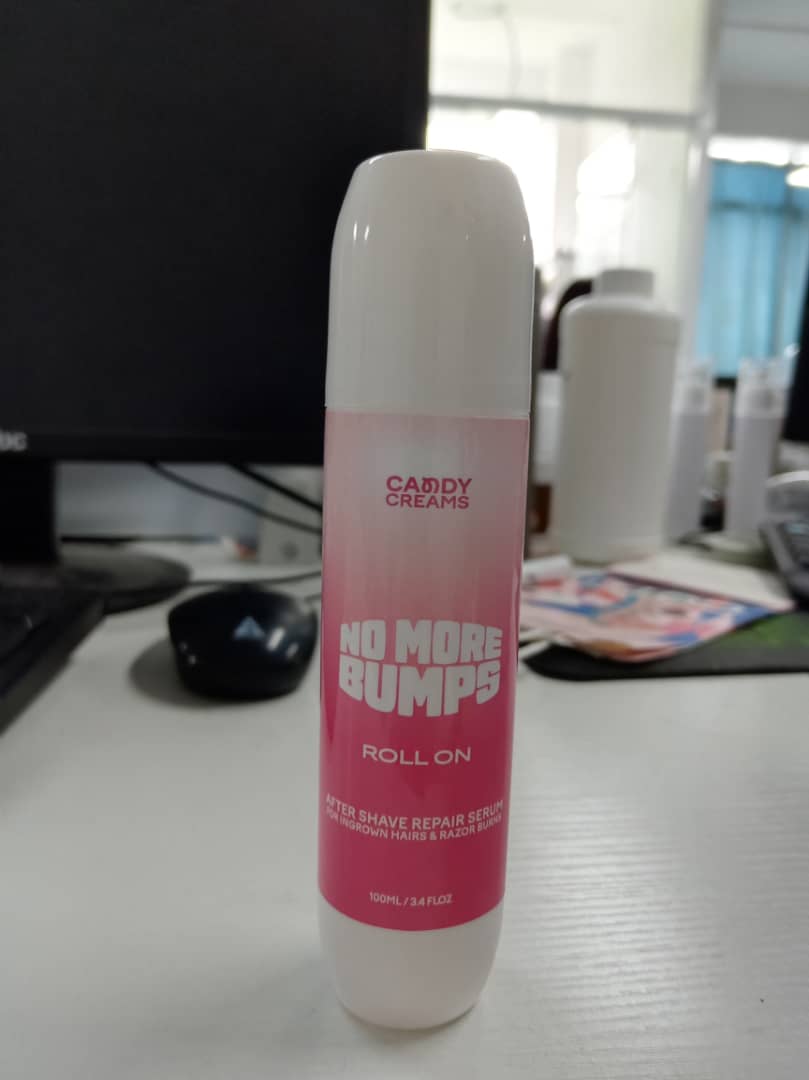 CANDY
CREAMS
NO MORE
BUMPS
ROLL ON
AFTER SHAVE REPAIR SERUM
FOR INGROWN HAIRS & RAZOR BURNS
100ML / 3.4 FL.OZ